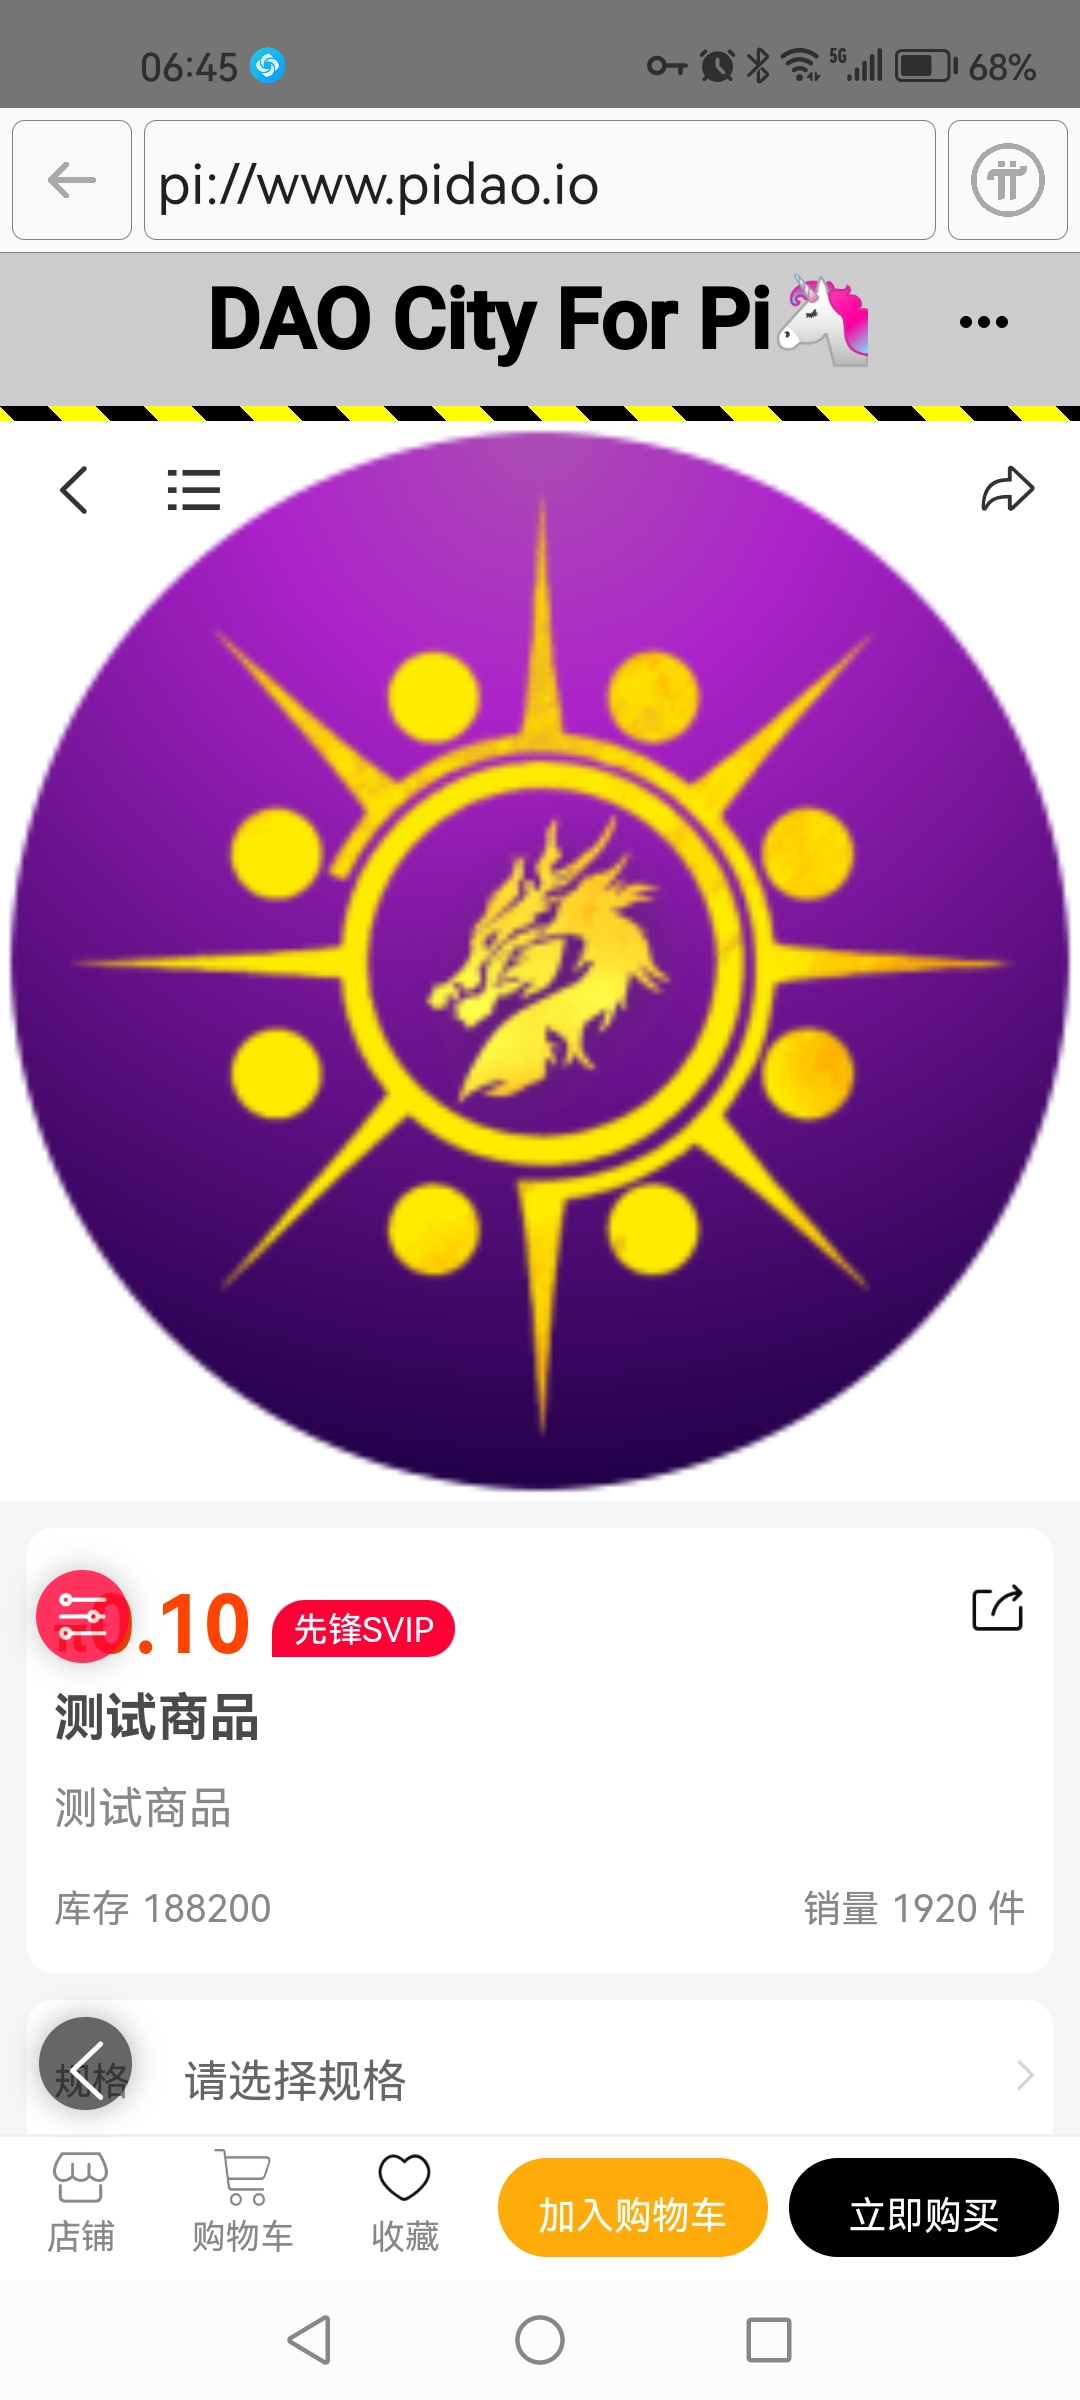 06:45
5G
68%
pi://www.pidao.io
DAO City For Pi🦄
0.10
先锋SVIP
测试商品
测试商品
库存 188200
销量 1920 件
规格
请选择规格
店铺
购物车
收藏
加入购物车
立即购买